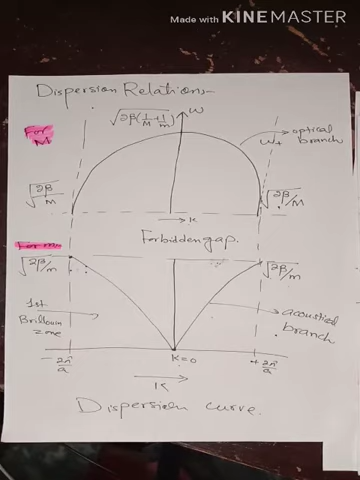 Made with KINEMASTER
Dispersion Relations-
√2β(1/M+1/m)
ω
For M
→ optical branch
ω+
√2β/M
√2β/M
→ K
Forbidden gap.
For m
√2β/m
√2β/m
1st Brillouin zone
acoustical branch
K=0
-2π/a
+2π/a
K
Dispersion curve.